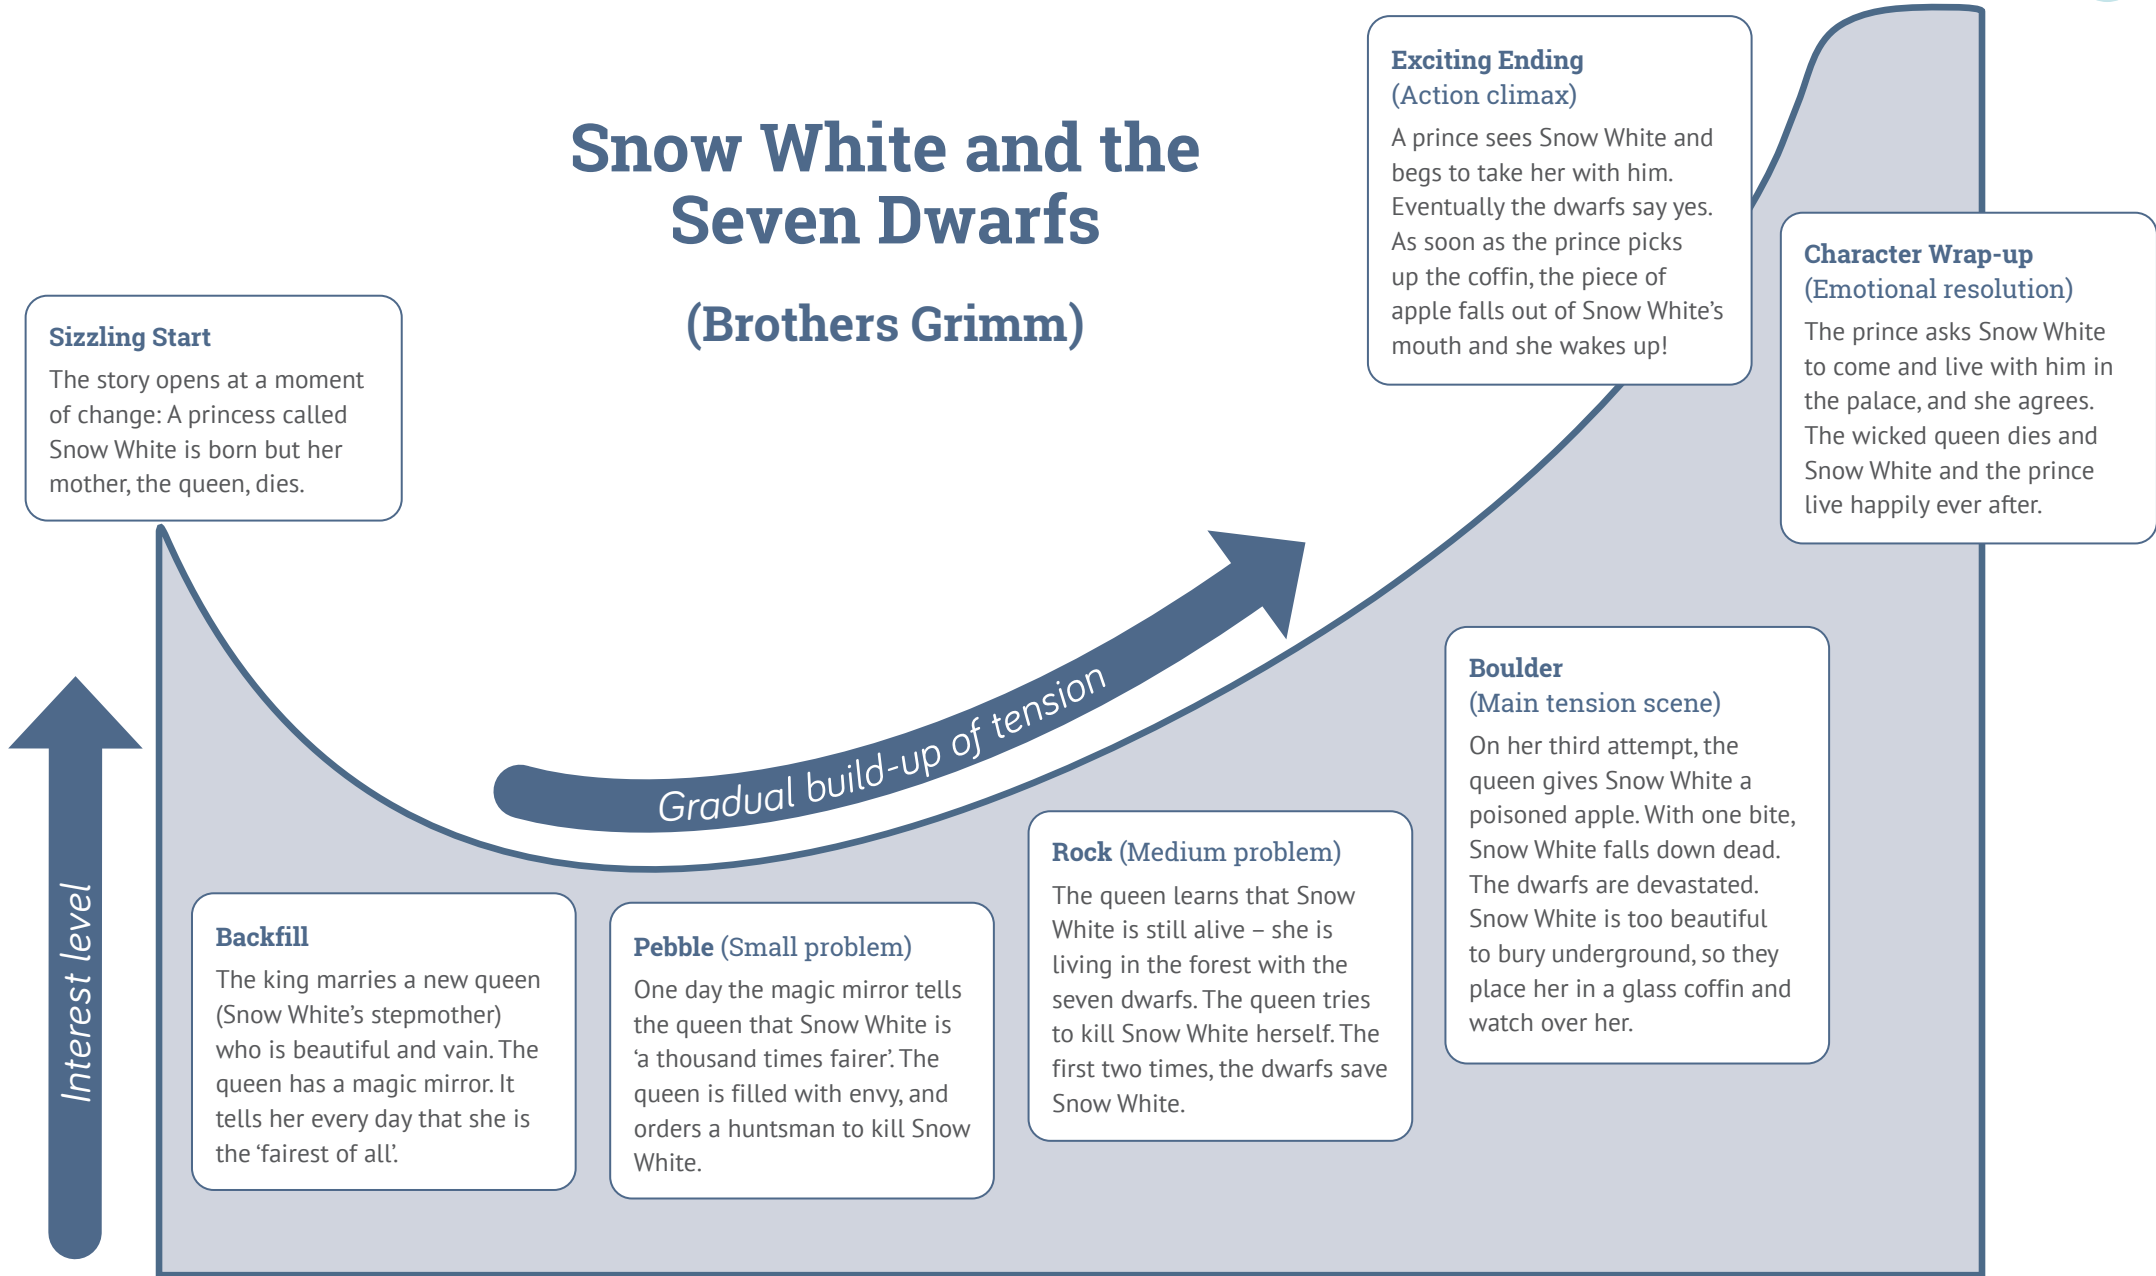 Snow White and the
Seven Dwarfs
(Brothers Grimm)
Sizzling Start
The story opens at a moment
of change: A princess called
Snow White is born but her
mother, the queen, dies.
Interest level
Backfill
The king marries a new queen
(Snow White’s stepmother)
who is beautiful and vain. The
queen has a magic mirror. It
tells her every day that she is
the ‘fairest of all’.
Gradual build-up of tension
Pebble (Small problem)
One day the magic mirror tells
the queen that Snow White is
‘a thousand times fairer’. The
queen is filled with envy, and
orders a huntsman to kill Snow
White.
Rock (Medium problem)
The queen learns that Snow
White is still alive – she is
living in the forest with the
seven dwarfs. The queen tries
to kill Snow White herself. The
first two times, the dwarfs save
Snow White.
Boulder
(Main tension scene)
On her third attempt, the
queen gives Snow White a
poisoned apple. With one bite,
Snow White falls down dead.
The dwarfs are devastated.
Snow White is too beautiful
to bury underground, so they
place her in a glass coffin and
watch over her.
Exciting Ending
(Action climax)
A prince sees Snow White and
begs to take her with him.
Eventually the dwarfs say yes.
As soon as the prince picks
up the coffin, the piece of
apple falls out of Snow White’s
mouth and she wakes up!
Character Wrap-up
(Emotional resolution)
The prince asks Snow White
to come and live with him in
the palace, and she agrees.
The wicked queen dies and
Snow White and the prince
live happily ever after.